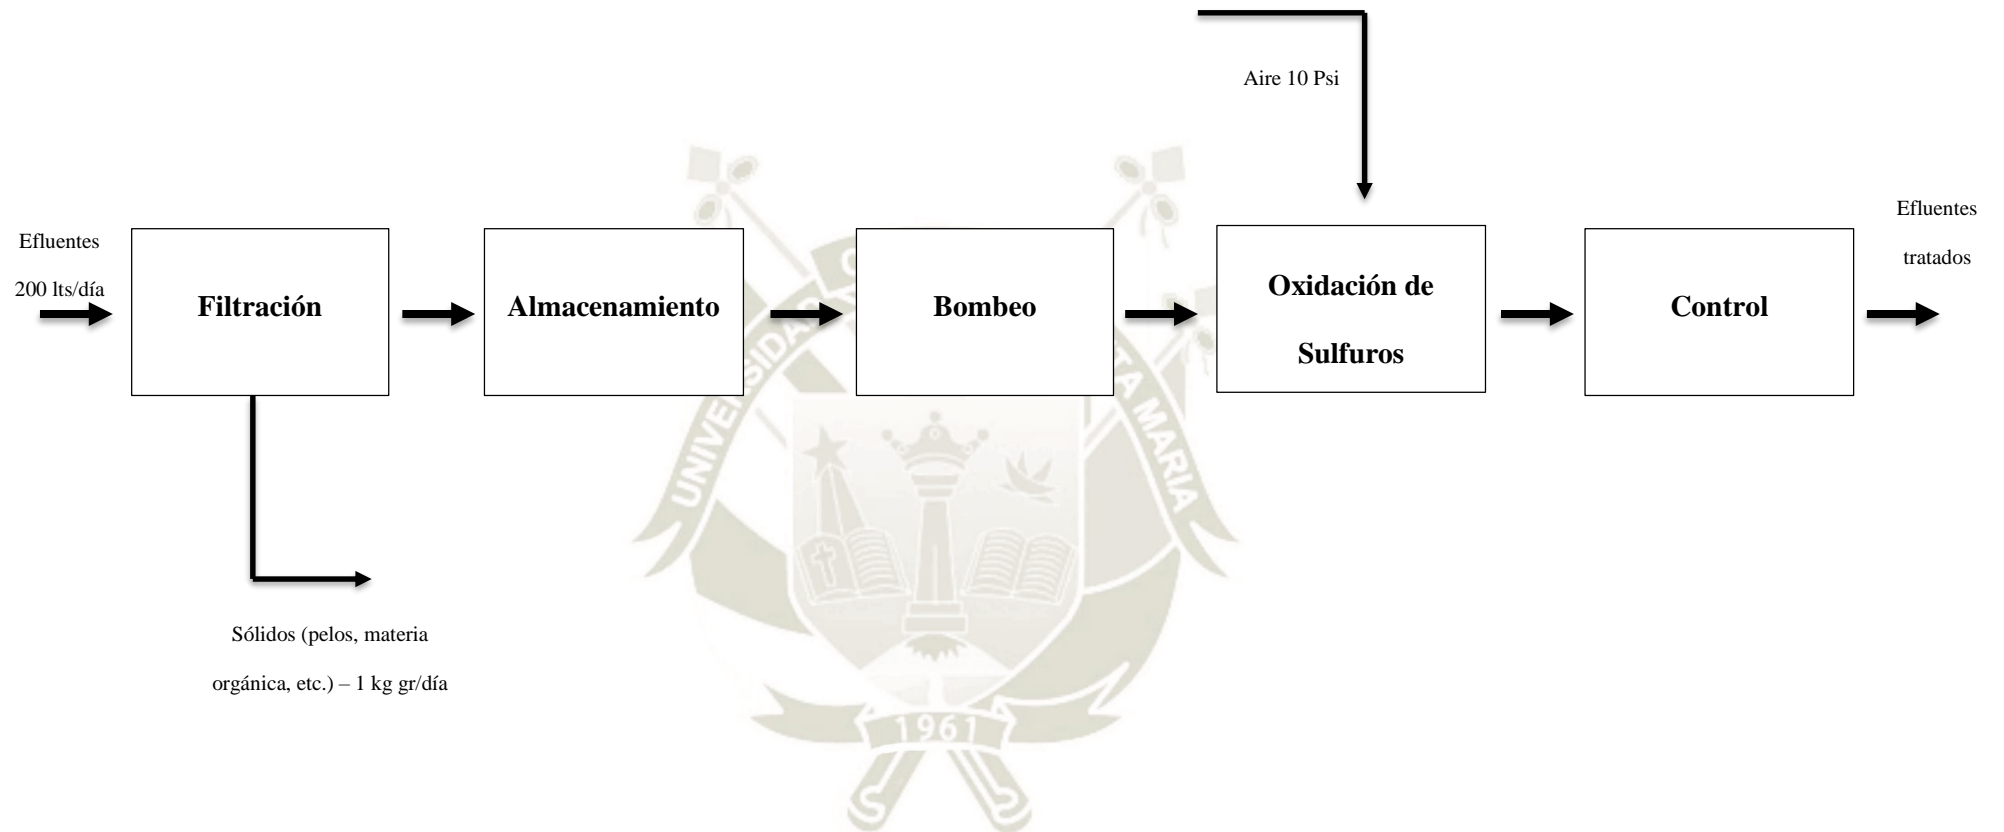 Aire 10 Psi
Efluentes
200 lts/día
Filtración
Almacenamiento
Bombeo
Oxidación de
Sulfuros
Control
Efluentes
tratados
Sólidos (pelos, materia
orgánica, etc.) – 1 kg gr/día
1961